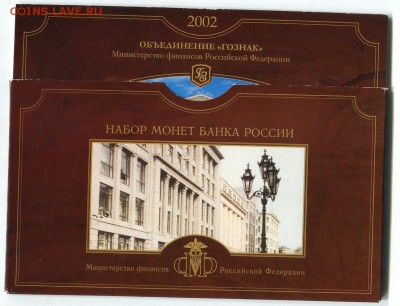 COINS.LAVE.RU
2002
ОБЪЕДИНЕНИЕ «ГОЗНАК»
Министерство финансов Российской Федерации
НАБОР МОНЕТ БАНКА РОССИИ
Министерство финансов Российской Федерации